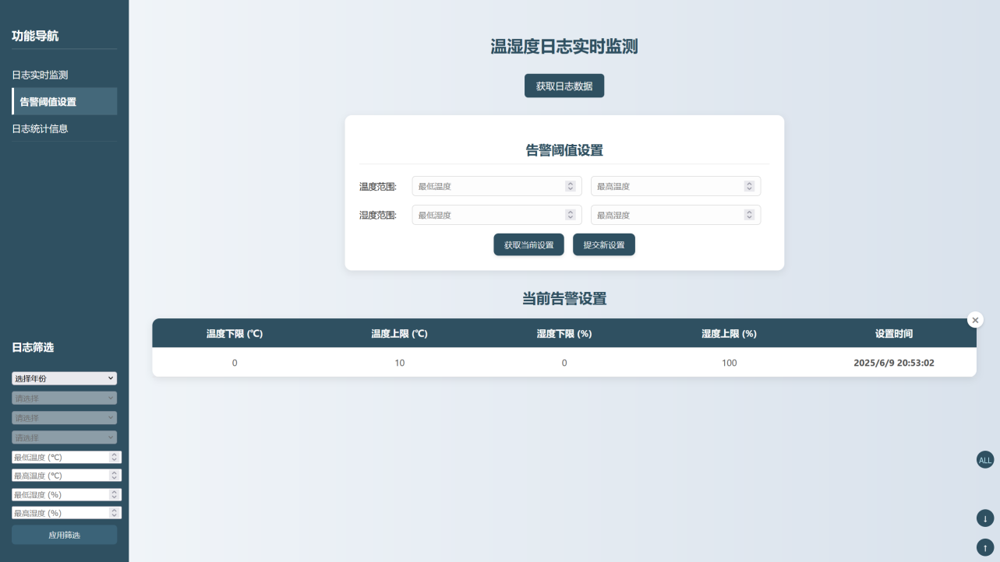 功能导航
日志实时监测
告警阈值设置
日志统计信息
日志筛选
选择年份
请选择
请选择
请选择
最低温度 (℃)
最高温度 (℃)
最低湿度 (%)
最高湿度 (%)
应用筛选
温湿度日志实时监测
获取日志数据
告警阈值设置
温度范围: 最低温度 最高温度
湿度范围: 最低湿度 最高湿度
获取当前设置 提交新设置
当前告警设置
×
温度下限 (℃) 温度上限 (℃) 湿度下限 (%) 湿度上限 (%) 设置时间
0 10 0 100 2025/6/9 20:53:02
ALL
↓
↑